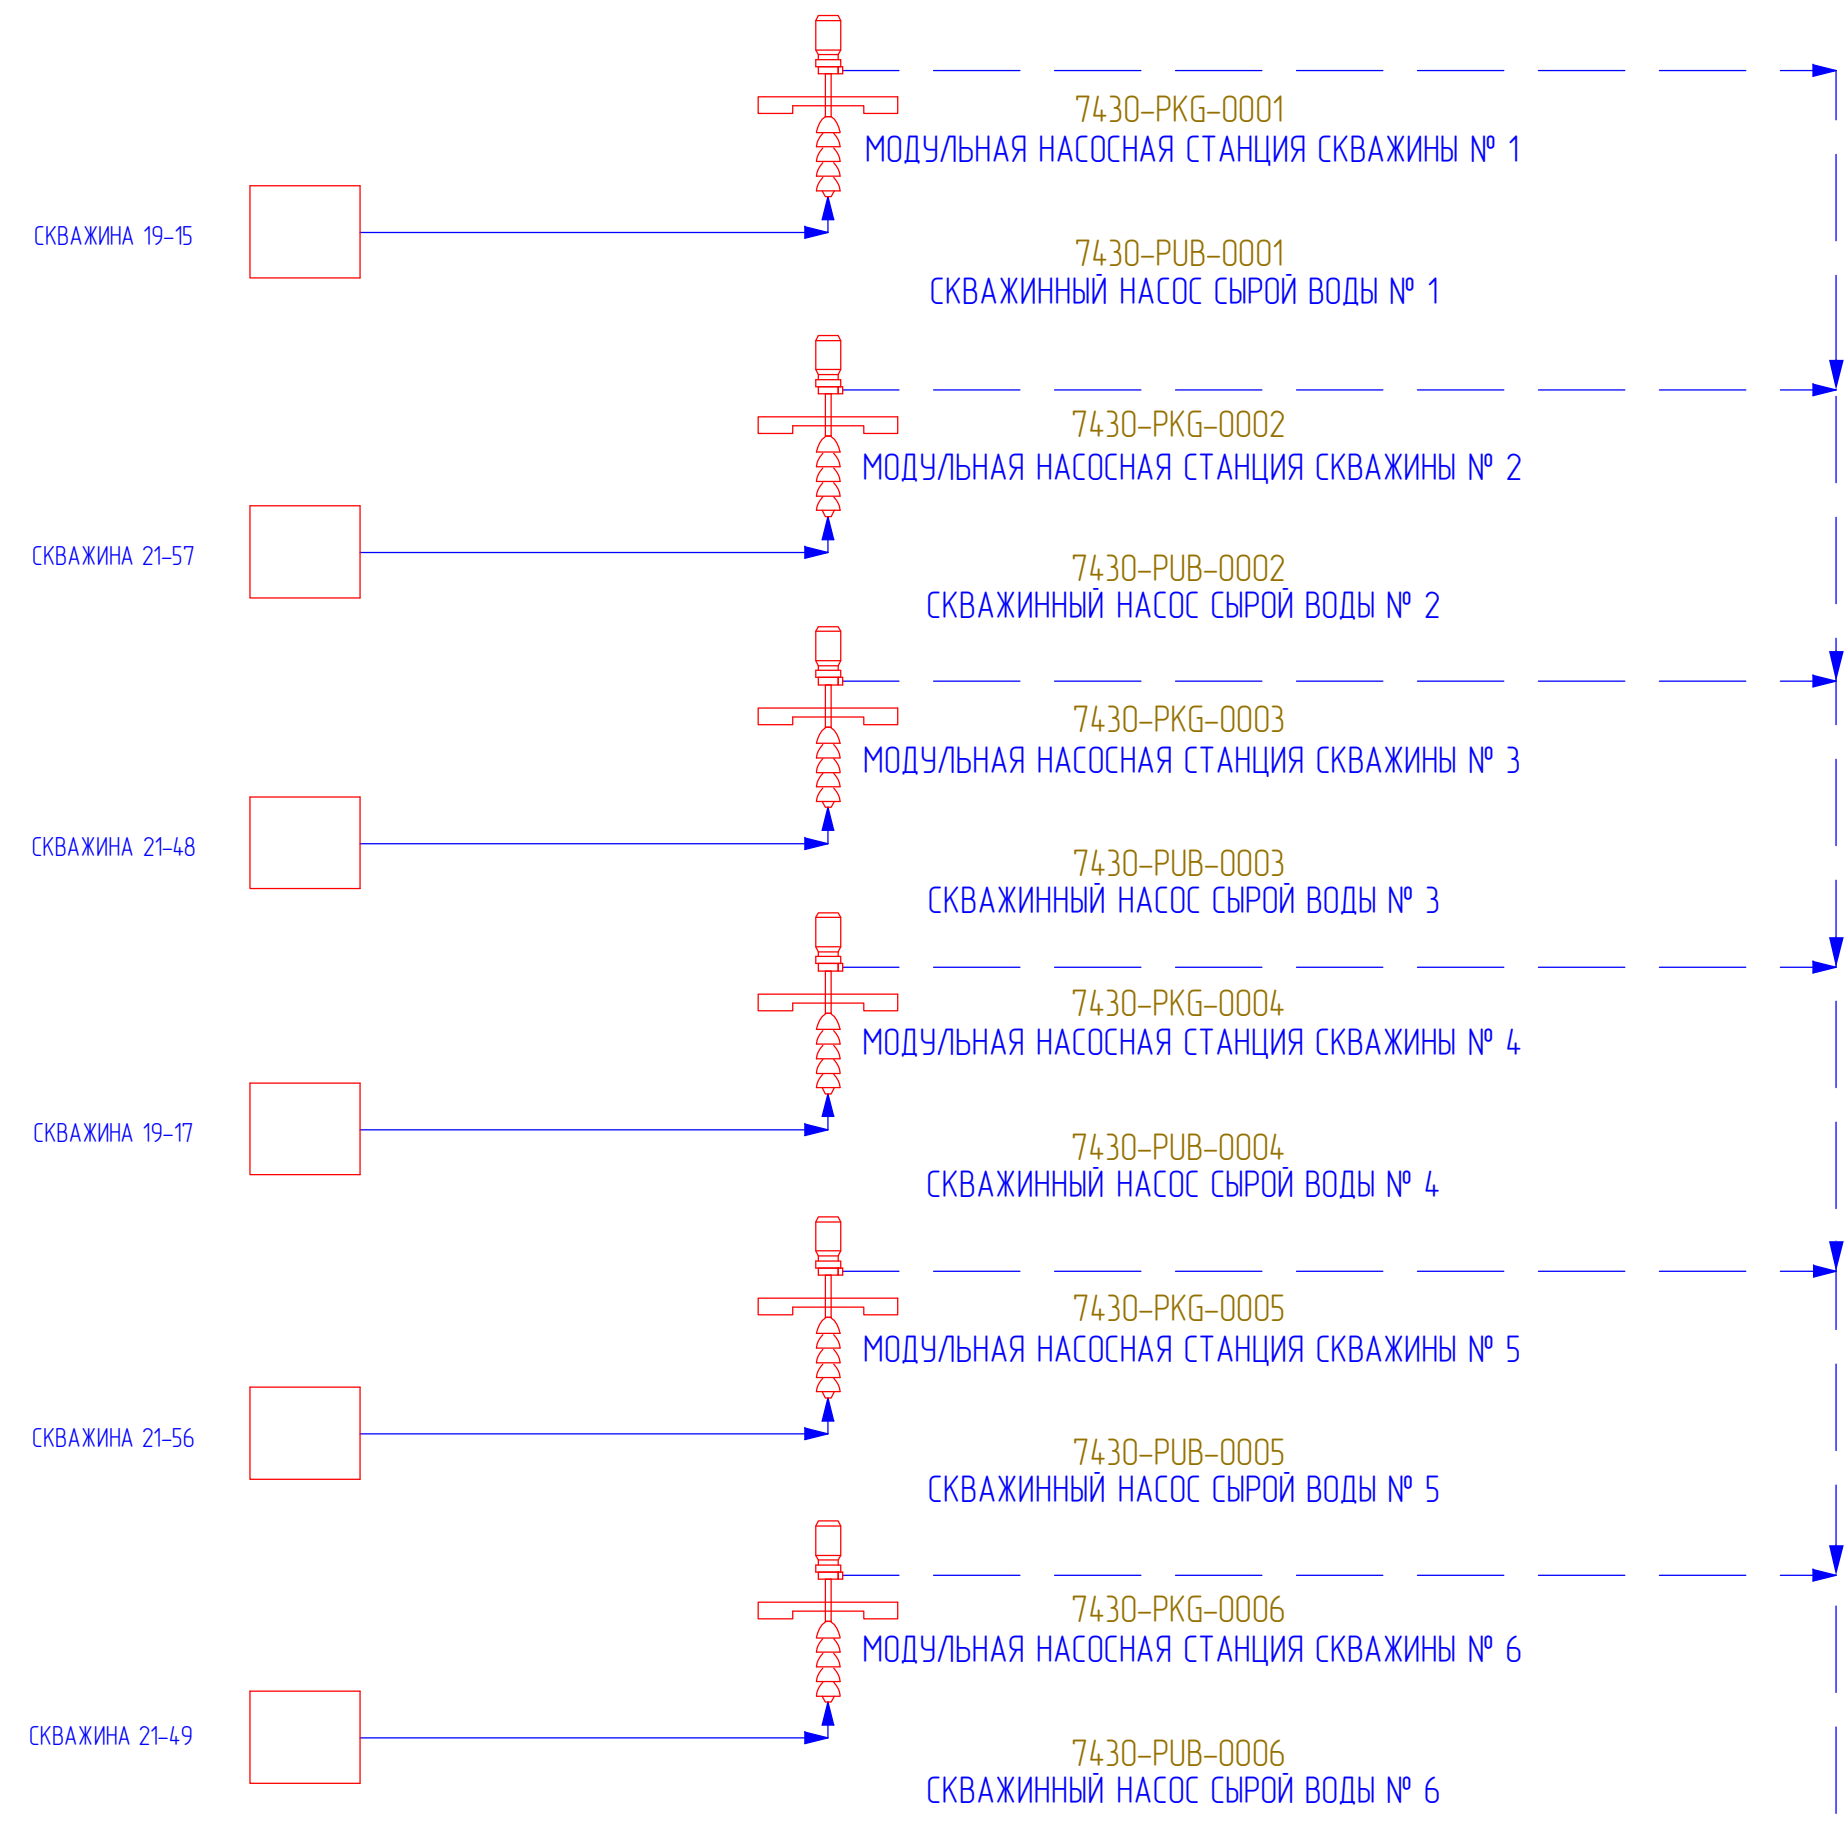 7430-PKG-0001
МОДУЛЬНАЯ НАСОСНАЯ СТАНЦИЯ СКВАЖИНЫ № 1
СКВАЖИНА 19-15
7430-PUB-0001
СКВАЖИННЫЙ НАСОС СЫРОЙ ВОДЫ № 1
7430-PKG-0002
МОДУЛЬНАЯ НАСОСНАЯ СТАНЦИЯ СКВАЖИНЫ № 2
СКВАЖИНА 21-57
7430-PUB-0002
СКВАЖИННЫЙ НАСОС СЫРОЙ ВОДЫ № 2
7430-PKG-0003
МОДУЛЬНАЯ НАСОСНАЯ СТАНЦИЯ СКВАЖИНЫ № 3
СКВАЖИНА 21-48
7430-PUB-0003
СКВАЖИННЫЙ НАСОС СЫРОЙ ВОДЫ № 3
7430-PKG-0004
МОДУЛЬНАЯ НАСОСНАЯ СТАНЦИЯ СКВАЖИНЫ № 4
СКВАЖИНА 19-17
7430-PUB-0004
СКВАЖИННЫЙ НАСОС СЫРОЙ ВОДЫ № 4
7430-PKG-0005
МОДУЛЬНАЯ НАСОСНАЯ СТАНЦИЯ СКВАЖИНЫ № 5
СКВАЖИНА 21-56
7430-PUB-0005
СКВАЖИННЫЙ НАСОС СЫРОЙ ВОДЫ № 5
7430-PKG-0006
МОДУЛЬНАЯ НАСОСНАЯ СТАНЦИЯ СКВАЖИНЫ № 6
СКВАЖИНА 21-49
7430-PUB-0006
СКВАЖИННЫЙ НАСОС СЫРОЙ ВОДЫ № 6